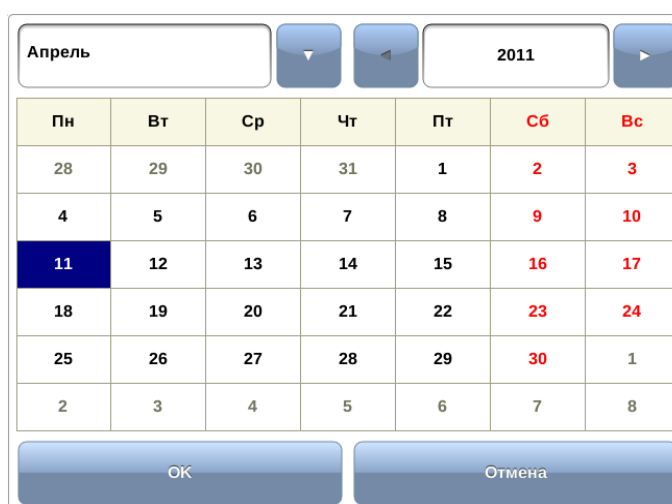 Апрель ▼ ◄ 2011 ►
Пн Вт Ср Чт Пт Сб Вс
28 29 30 31 1 2 3
4 5 6 7 8 9 10
11 12 13 14 15 16 17
18 19 20 21 22 23 24
25 26 27 28 29 30 1
2 3 4 5 6 7 8
OK Отмена